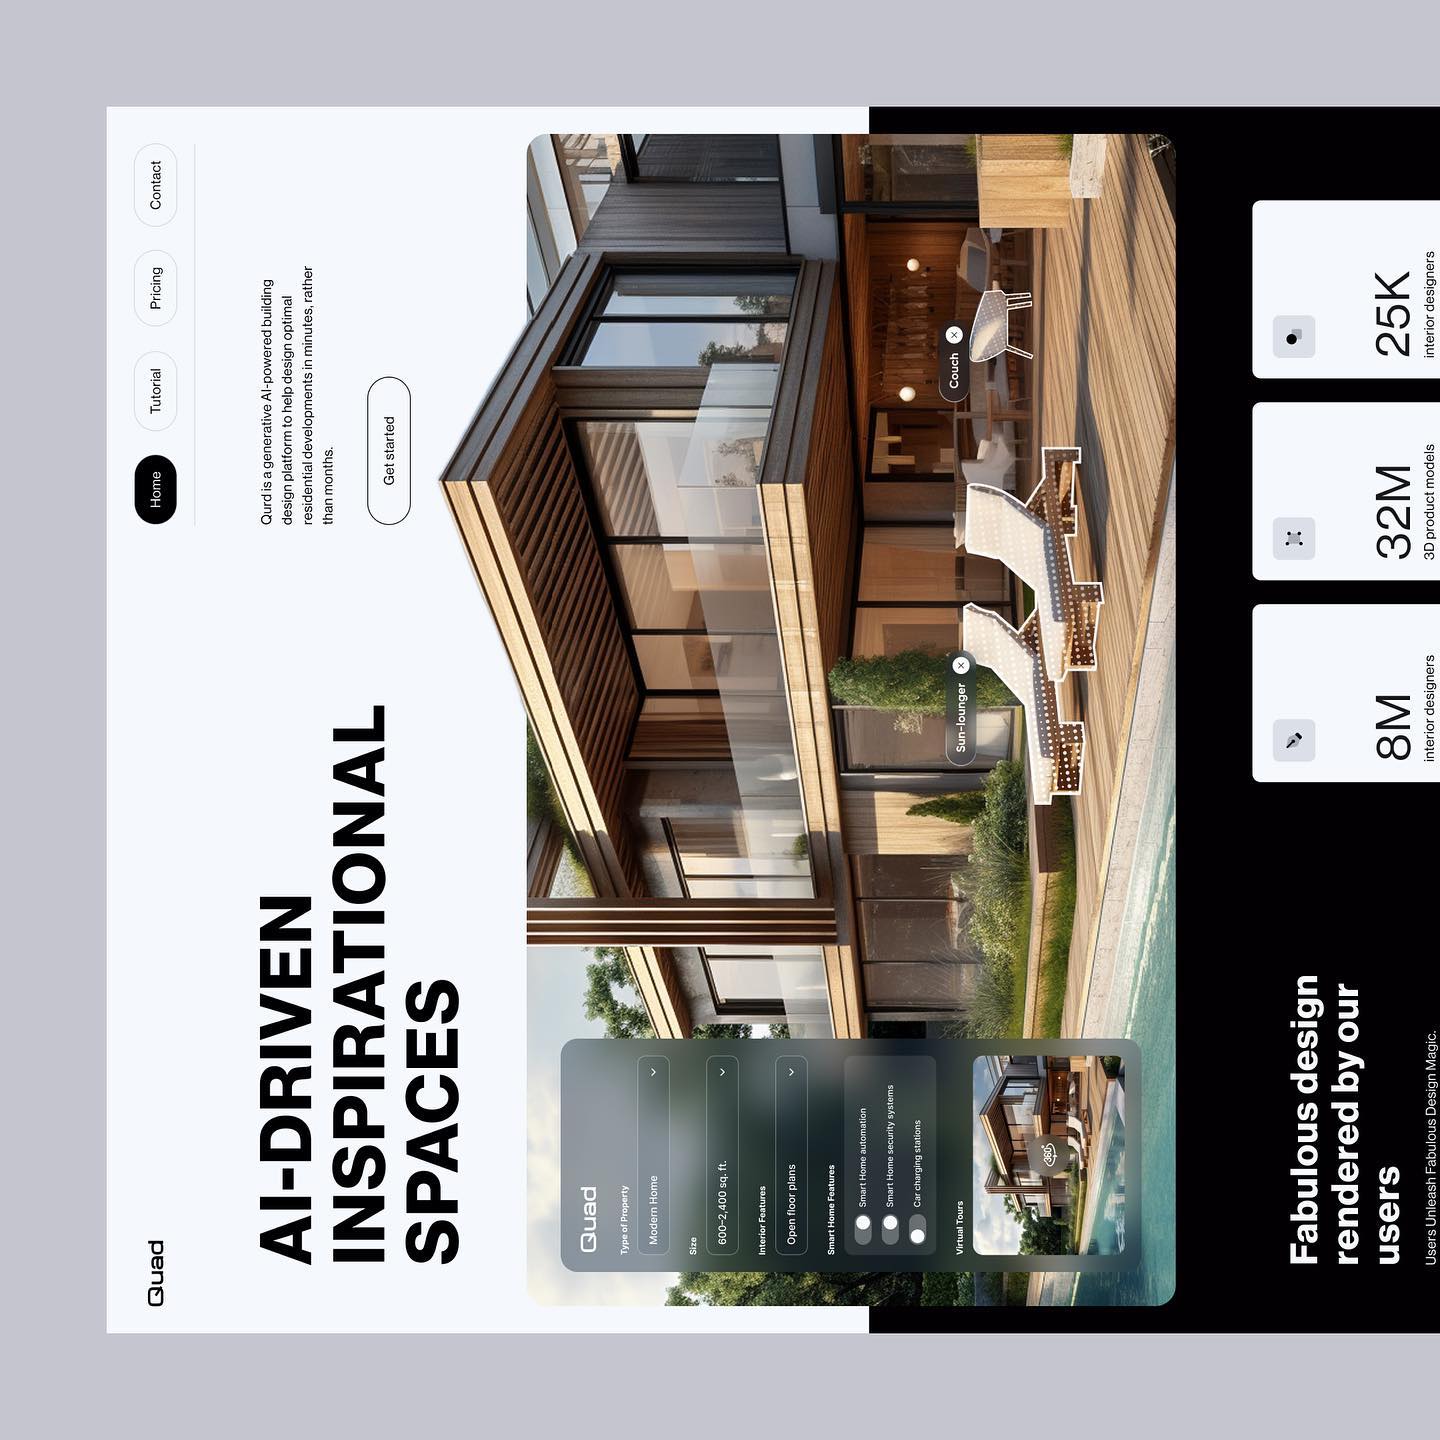 Quad
Home
Tutorial
Pricing
Contact
AI-DRIVEN
INSPIRATIONAL
SPACES
Qurd is a generative AI-powered building
design platform to help design optimal
residential developments in minutes, rather
than months.
Get started
Quad
Type of Property
Modern Home
Size
600–2,400 sq. ft.
Interior Features
Open floor plans
Smart Home Features
Smart Home automation
Smart Home security systems
Car charging stations
Virtual Tours
360°
Sun-lounger
Couch
Fabulous design
rendered by our
users
Users Unleash Fabulous Design Magic.
8M
interior designers
32M
3D product models
25K
interior designers